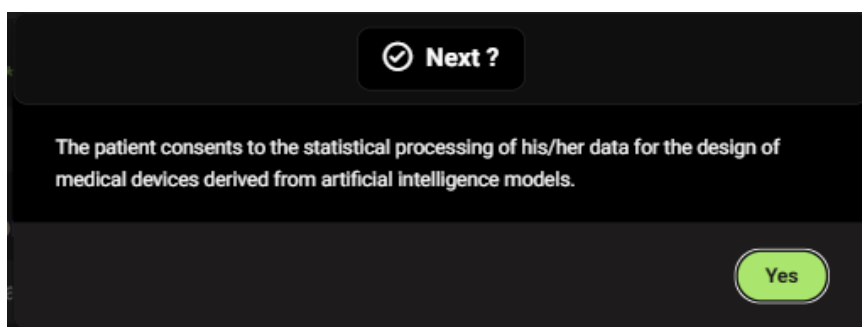 Next ?
The patient consents to the statistical processing of his/her data for the design of
medical devices derived from artificial intelligence models.
Yes